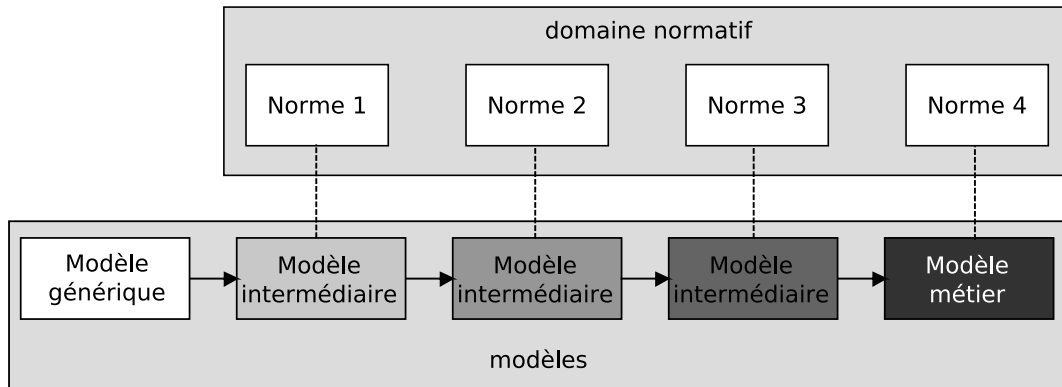 domaine normatif
Norme 1
Norme 2
Norme 3
Norme 4
Modèle
générique
Modèle
intermédiaire
Modèle
intermédiaire
Modèle
intermédiaire
Modèle
métier
modèles